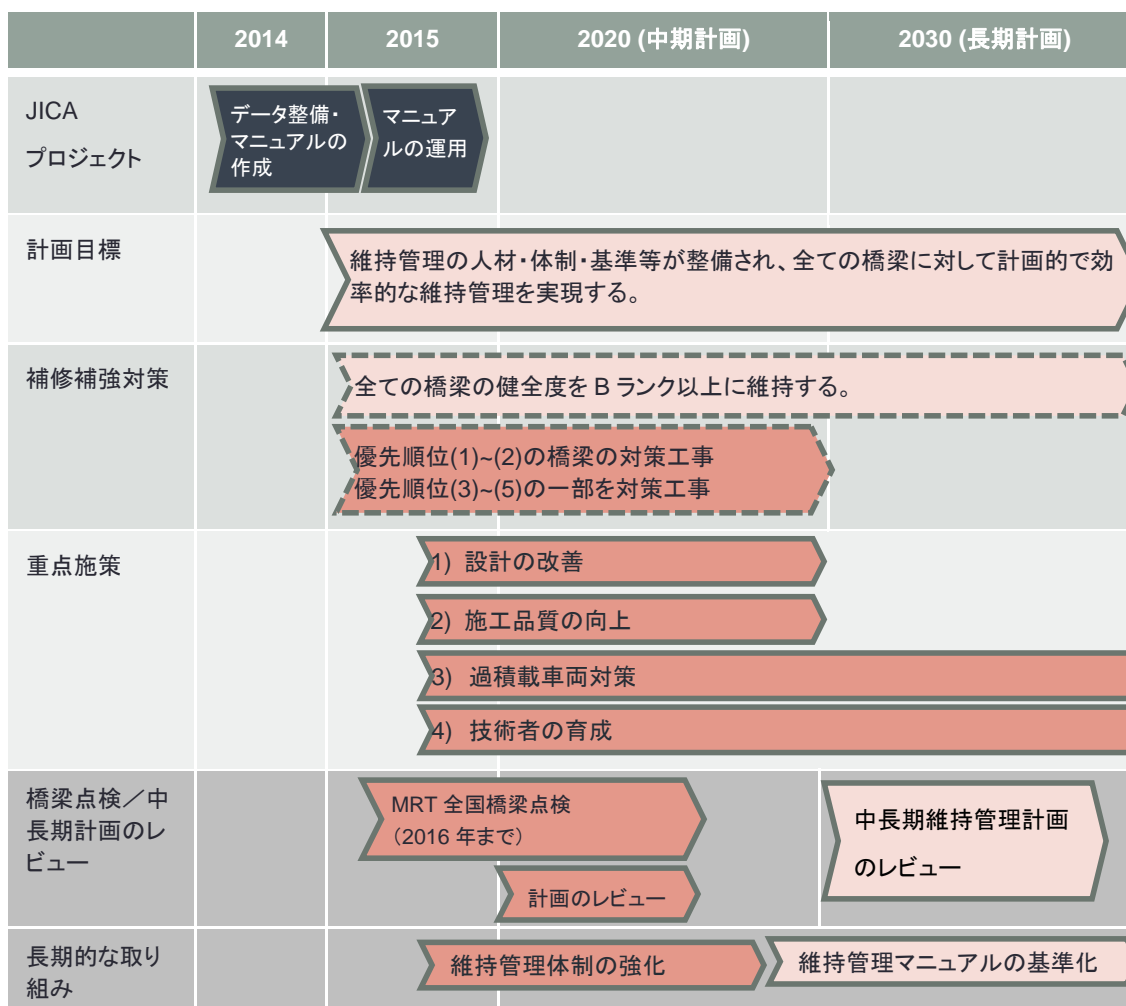 2014 2015 2020 (中期計画) 2030 (長期計画)
JICA
プロジェクト
データ整備・
マニュアルの
作成
マニュア
ルの運用
計画目標
維持管理の人材・体制・基準等が整備され、全ての橋梁に対して計画的で効
率的な維持管理を実現する。
補修補強対策
全ての橋梁の健全度を B ランク以上に維持する。
優先順位(1)~(2)の橋梁の対策工事
優先順位(3)~(5)の一部を対策工事
重点施策
1) 設計の改善
2) 施工品質の向上
3) 過積載車両対策
4) 技術者の育成
橋梁点検／中
長期計画のレ
ビュー
MRT 全国橋梁点検
（2016 年まで）
計画のレビュー
中長期維持管理計画
のレビュー
長期的な取り
組み
維持管理体制の強化
維持管理マニュアルの基準化